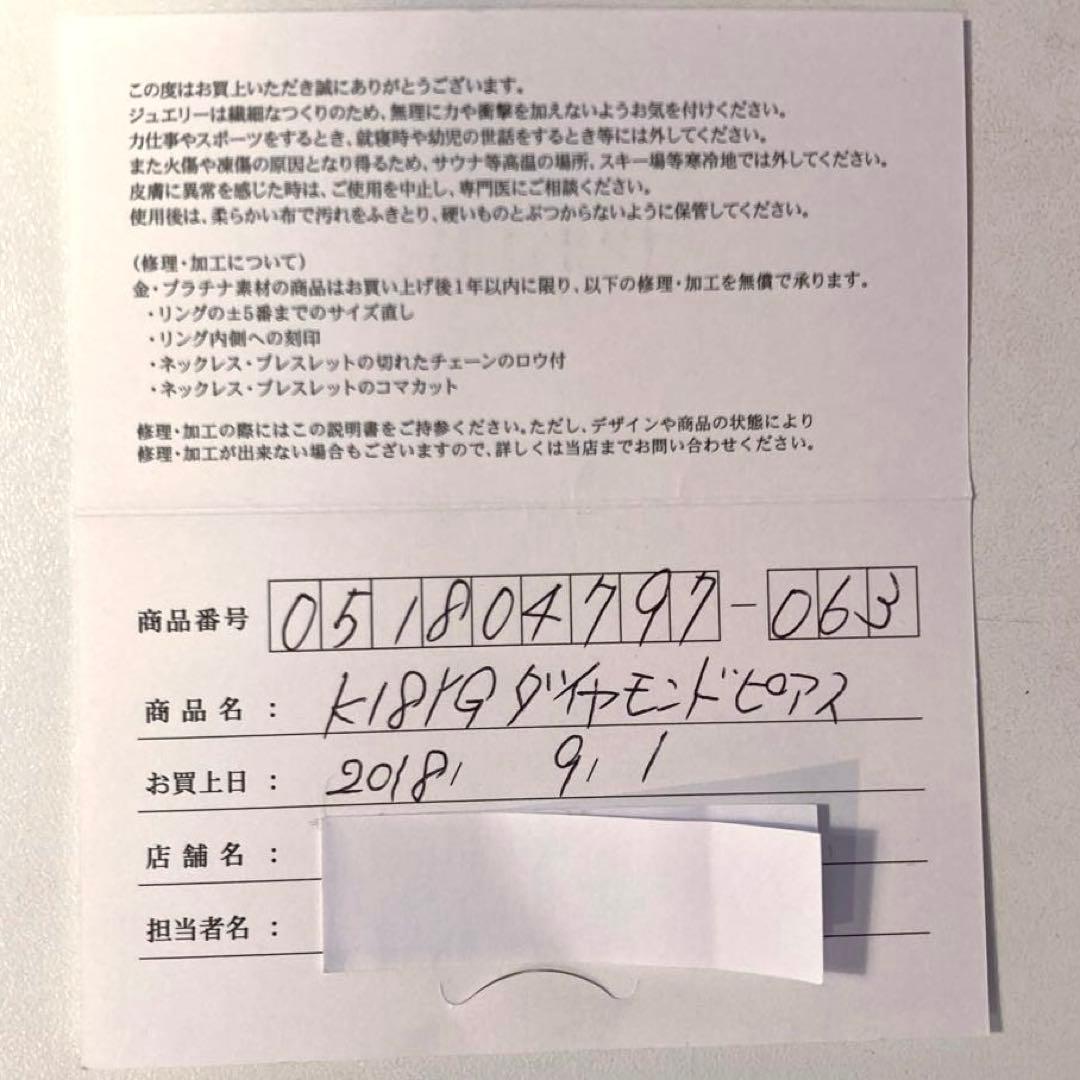 この度はお買上いただき誠にありがとうございます。
ジュエリーは繊細なつくりのため、無理に力や衝撃を加えないようお気を付けください。
力仕事やスポーツをするとき、就寝時や幼児の世話をするとき等には外してください。
また火傷や凍傷の原因となり得るため、サウナ等高温の場所、スキー場等寒冷地では外してください。
皮膚に異常を感じた時は、ご使用を中止し、専門医にご相談ください。
使用後は、柔らかい布で汚れをふきとり、硬いものとぶつからないように保管してください。
(修理・加工について)
金・プラチナ素材の商品はお買い上げ後1年以内に限り、以下の修理・加工を無償で承ります。
・リングの±5番までのサイズ直し
・リング内側への刻印
・ネックレス・ブレスレットの切れたチェーンのロウ付
・ネックレス・ブレスレットのコマカット
修理・加工の際にはこの説明書をご持参ください。ただし、デザインや商品の状態により
修理・加工が出来ない場合もございますので、詳しくは当店までお問い合わせください。
商品番号 051804797-063
商品名： K18YGダイヤモンドピアス
お買上日： 2018, 9, 1
店舗名：
担当者名：